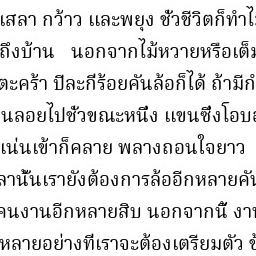 เสลา กว้าว และพยุง ชั่วชีวิตก็ทำไ
ถึงบ้าน นอกจากไม้หวายหรือเต็ม
ตะคร้า ปีละกี่ร้อยคันล้อก็ได้ ถ้ามีกำ
นลอยไปชั่วขณะหนึ่ง แขนซึ่งโอบอ
แน่นเข้าก็คลาย พลางถอนใจยาว
ลานั้นเรายังต้องการล้ออีกหลายคัน
คนงานอีกหลายสิบ นอกจากนี้ งา
หลายอย่างที่เราจะต้องเตรียมตัว ข้